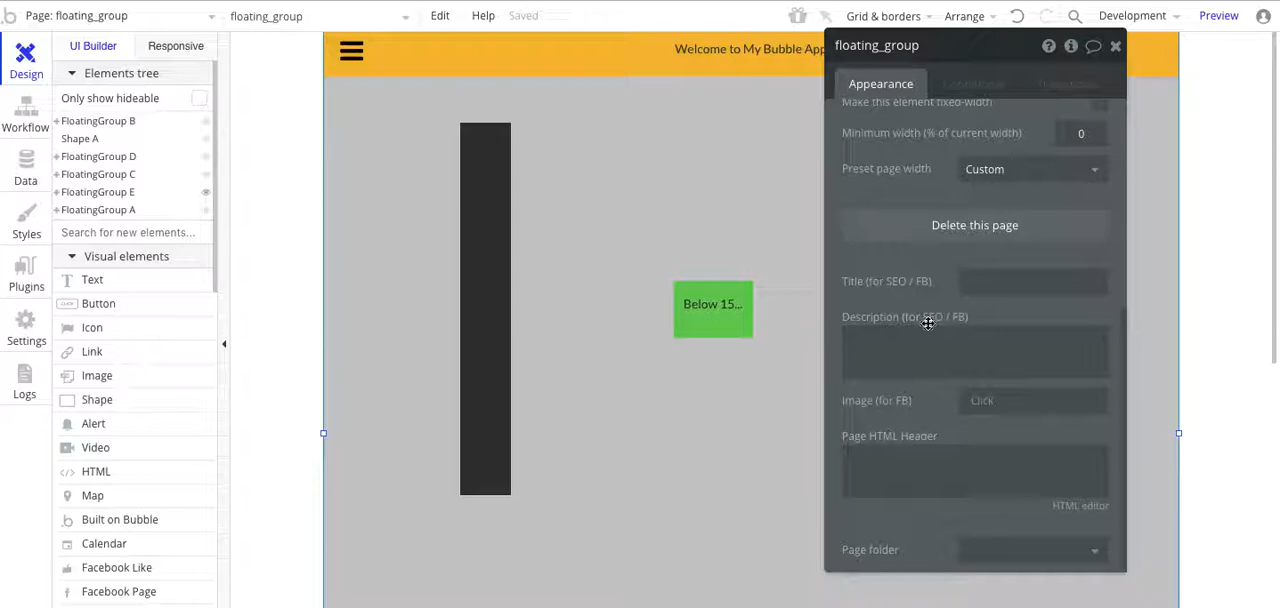 Page: floating_group
floating_group
Edit
Help
Saved
Grid & borders
Arrange
Development
Preview
Design
Workflow
Data
Styles
Plugins
Settings
Logs
UI Builder
Responsive
Elements tree
Only show hideable
FloatingGroup B
Shape A
FloatingGroup D
FloatingGroup C
FloatingGroup E
FloatingGroup A
Search for new elements...
Visual elements
Text
CLICK Button
Icon
Link
Image
Shape
Alert
Video
HTML
Map
Built on Bubble
Calendar
Facebook Like
Facebook Page
Welcome to My Bubble App
Below 15...
floating_group
Appearance
Conditional
Transitions
Make this element fixed-width
Minimum width (% of current width) 0
Preset page width Custom
Delete this page
Title (for SEO / FB)
Description (for SEO / FB)
Image (for FB) Click
Page HTML Header
HTML editor
Page folder